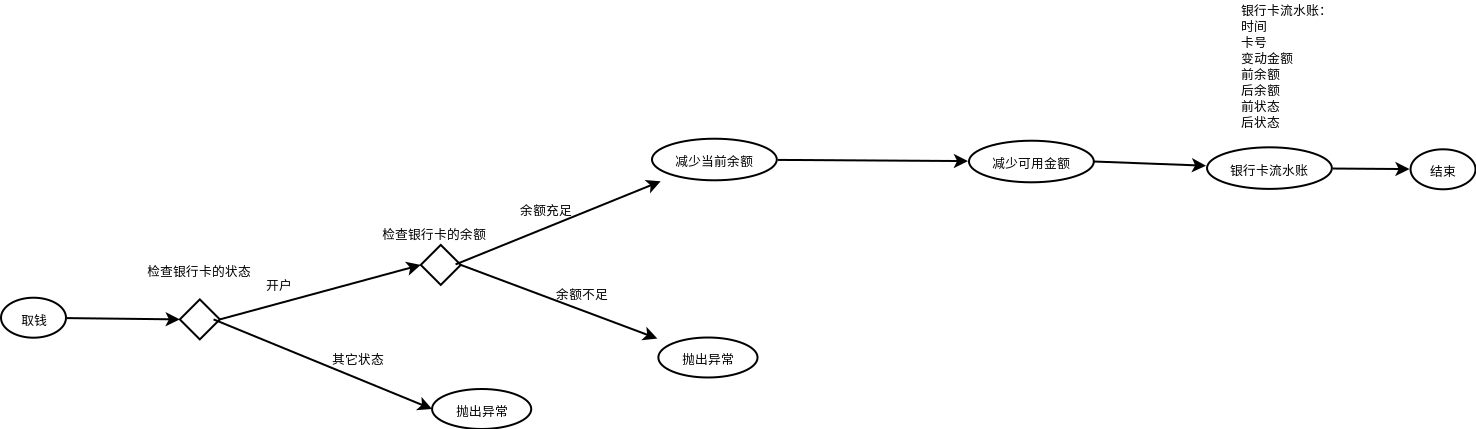 银行卡流水账：
时间
卡号
变动金额
前余额
后余额
前状态
后状态
减少当前余额
减少可用金额
银行卡流水账
结束
余额充足
检查银行卡的余额
检查银行卡的状态
开户
余额不足
取钱
其它状态
抛出异常
抛出异常